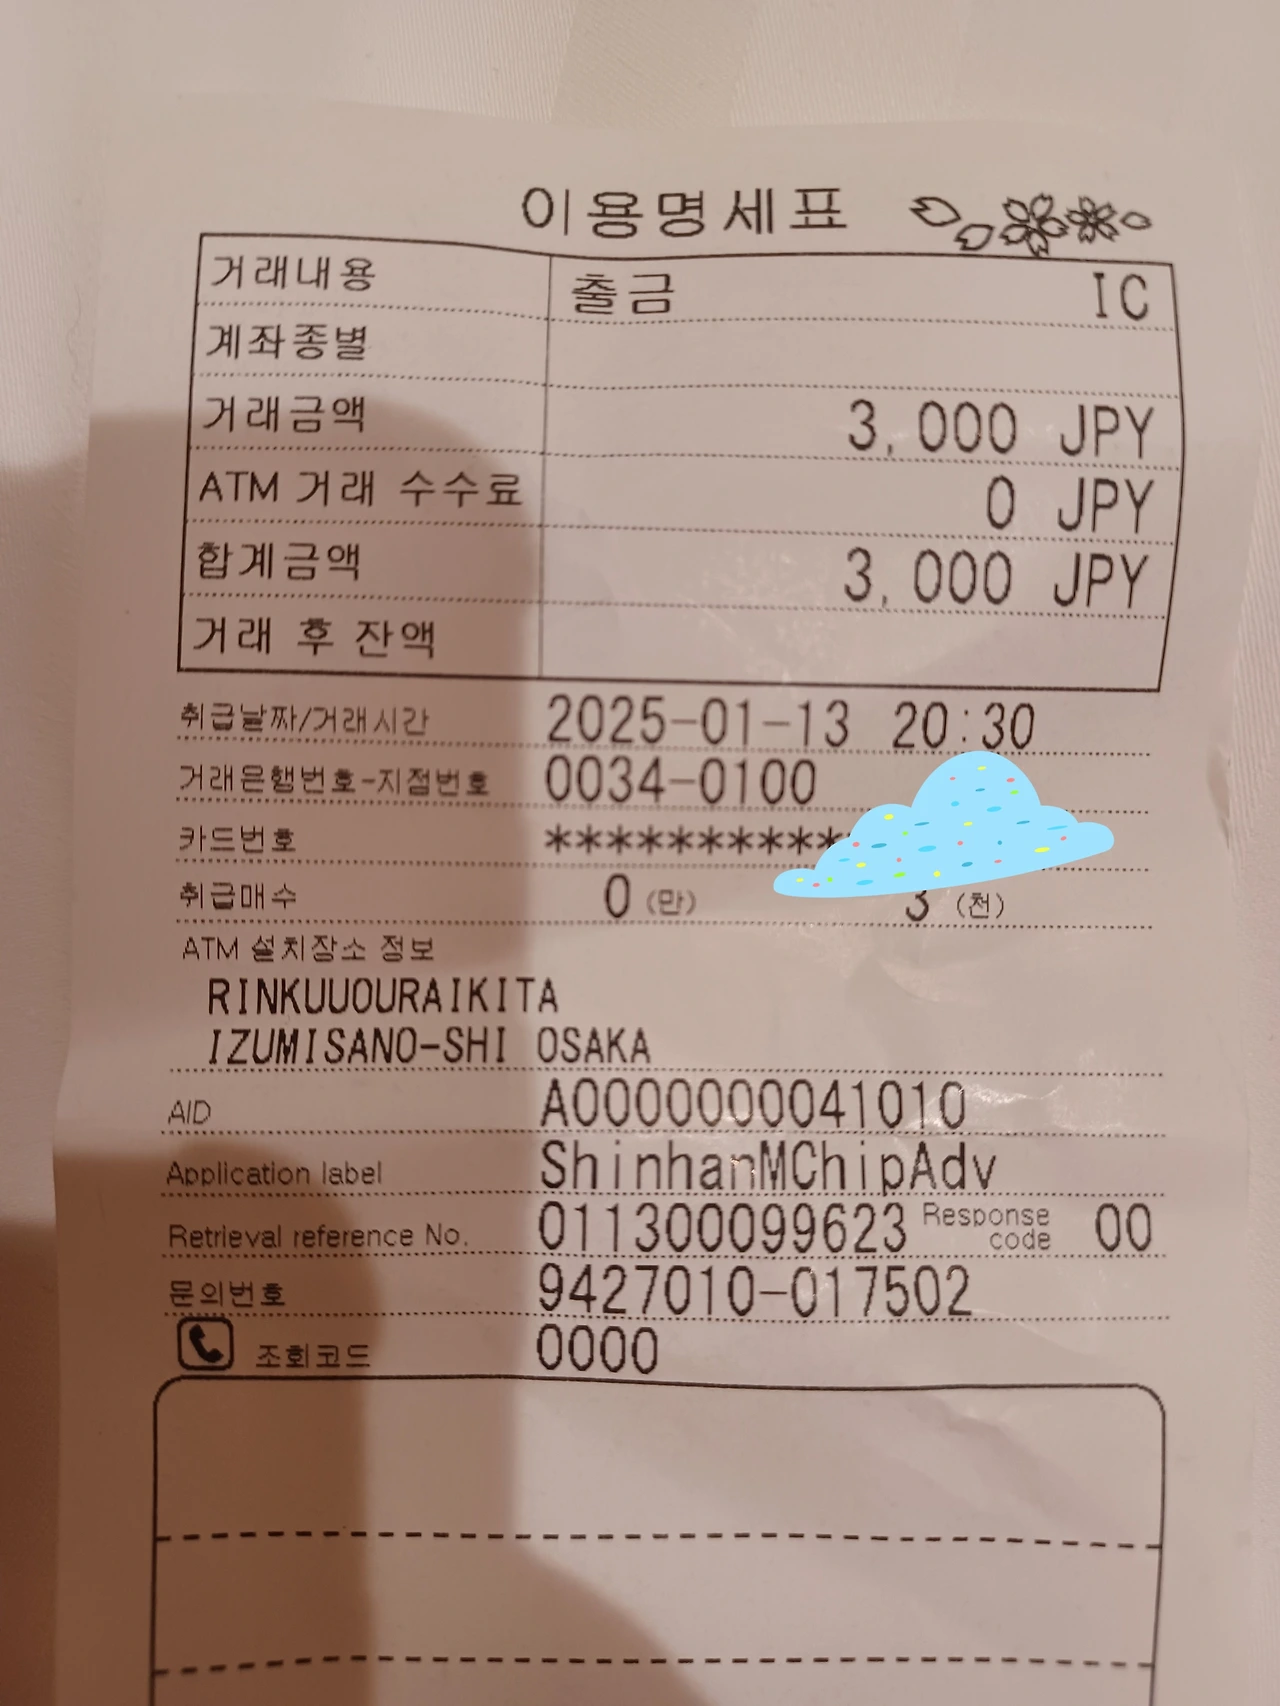 이용명세표
거래내용 출금 IC
계좌종별
거래금액 3,000 JPY
ATM 거래 수수료 0 JPY
합계금액 3,000 JPY
거래 후 잔액
취급날짜/거래시간 2025-01-13 20:30
거래은행번호-지점번호 0034-0100
카드번호 **********
취급매수 0 (만) 3 (천)
ATM 설치장소 정보
RINKUUOURAIKITA
IZUMISANO-SHI OSAKA
AID A0000000041010
Application label ShinhanMChipAdv
Retrieval reference No. 011300099623 Response code 00
문의번호 9427010-017502
조회코드 0000